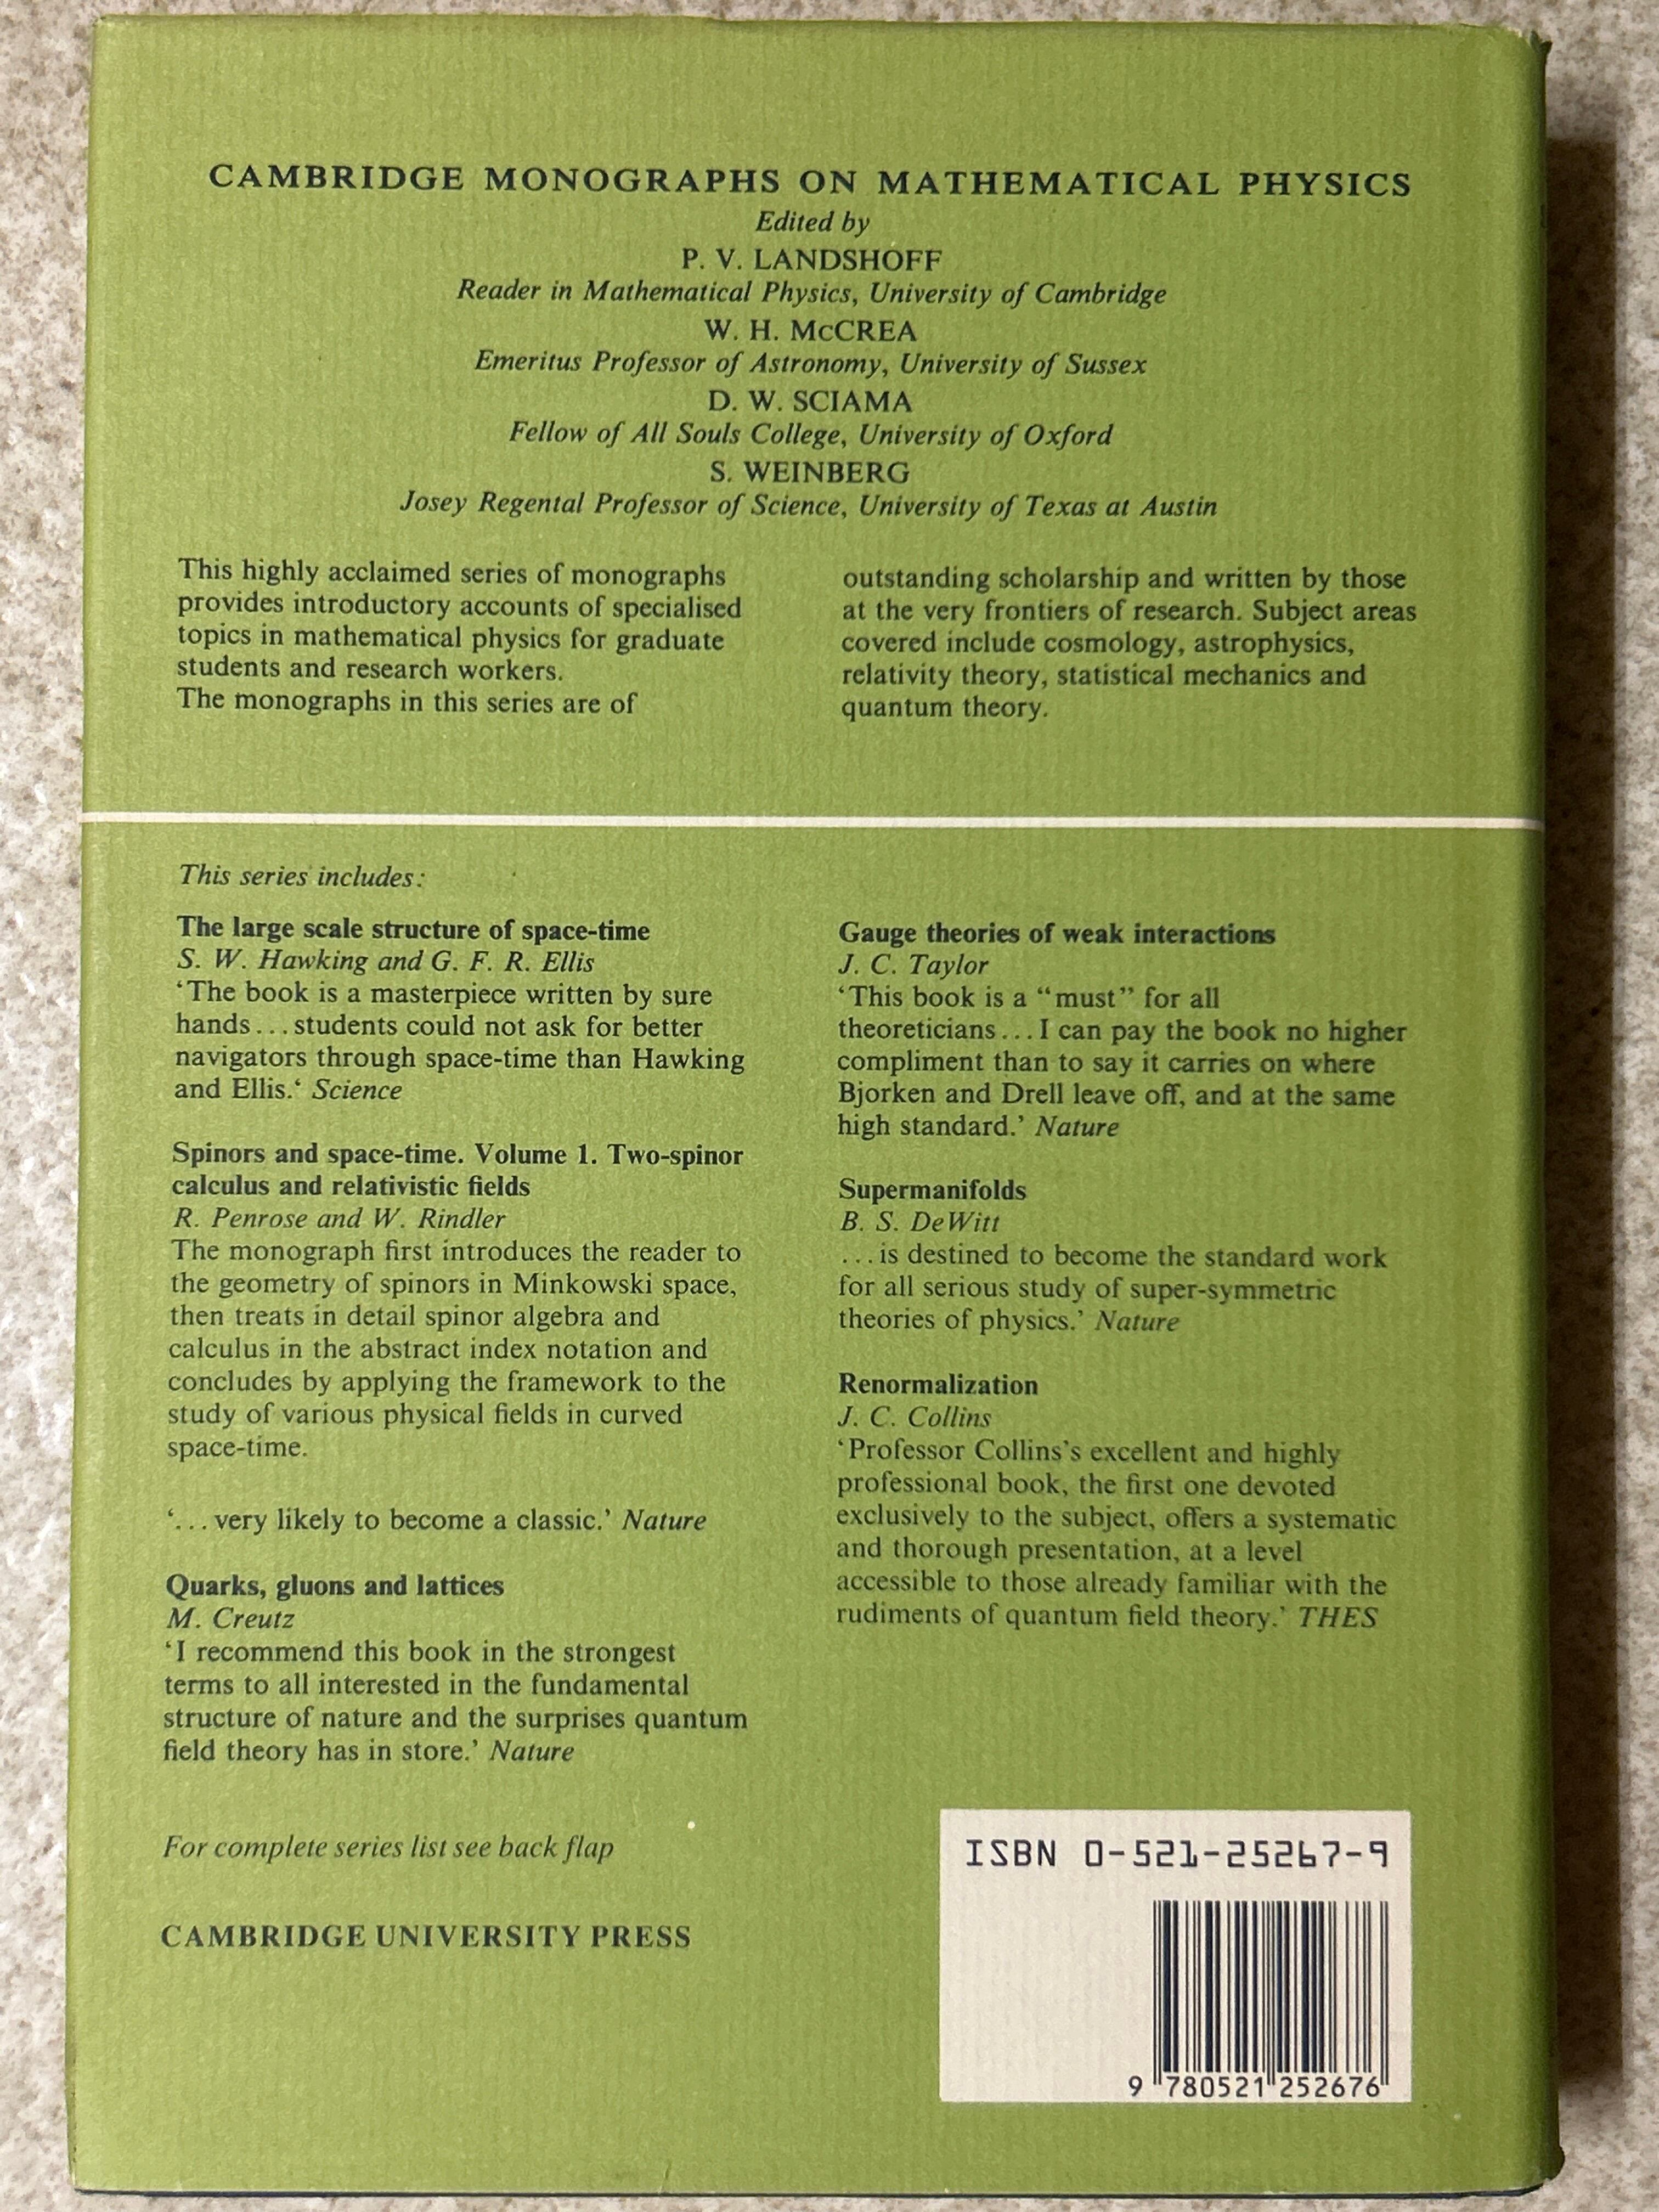 CAMBRIDGE MONOGRAPHS ON MATHEMATICAL PHYSICS
Edited by
P. V. LANDSHOFF
Reader in Mathematical Physics, University of Cambridge
W. H. McCREA
Emeritus Professor of Astronomy, University of Sussex
D. W. SCIAMA
Fellow of All Souls College, University of Oxford
S. WEINBERG
Josey Regental Professor of Science, University of Texas at Austin
This highly acclaimed series of monographs
provides introductory accounts of specialised
topics in mathematical physics for graduate
students and research workers.
The monographs in this series are of
outstanding scholarship and written by those
at the very frontiers of research. Subject areas
covered include cosmology, astrophysics,
relativity theory, statistical mechanics and
quantum theory.
This series includes:
The large scale structure of space-time
S. W. Hawking and G. F. R. Ellis
‘The book is a masterpiece written by sure
hands...students could not ask for better
navigators through space-time than Hawking
and Ellis.‘ Science
Spinors and space-time. Volume 1. Two-spinor
calculus and relativistic fields
R. Penrose and W. Rindler
The monograph first introduces the reader to
the geometry of spinors in Minkowski space,
then treats in detail spinor algebra and
calculus in the abstract index notation and
concludes by applying the framework to the
study of various physical fields in curved
space-time.
‘...very likely to become a classic.’ Nature
Quarks, gluons and lattices
M. Creutz
‘I recommend this book in the strongest
terms to all interested in the fundamental
structure of nature and the surprises quantum
field theory has in store.’ Nature
For complete series list see back flap
CAMBRIDGE UNIVERSITY PRESS
Gauge theories of weak interactions
J. C. Taylor
‘This book is a “must” for all
theoreticians...I can pay the book no higher
compliment than to say it carries on where
Bjorken and Drell leave off, and at the same
high standard.’ Nature
Supermanifolds
B. S. DeWitt
...is destined to become the standard work
for all serious study of super-symmetric
theories of physics.’ Nature
Renormalization
J. C. Collins
‘Professor Collins’s excellent and highly
professional book, the first one devoted
exclusively to the subject, offers a systematic
and thorough presentation, at a level
accessible to those already familiar with the
rudiments of quantum field theory.’ THES
ISBN 0-521-25267-9
9 780521 252676